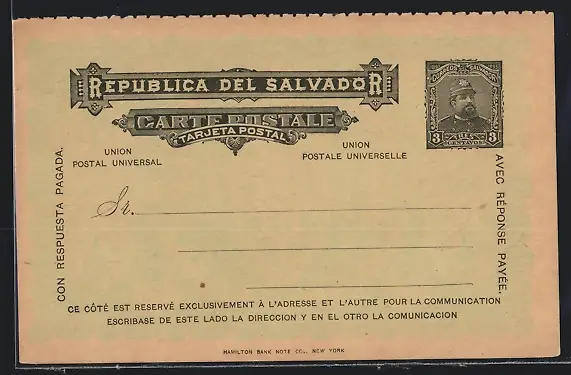 REPUBLICA DEL SALVADOR
CARTE POSTALE
TARJETA POSTAL
UNION
POSTAL UNIVERSAL
UNION
POSTALE UNIVERSELLE
3 TRES 3
CENTAVOS
CON RESPUESTA PAGADA.
AVEC RÉPONSE PAYÉE.
Sr.
CE CÔTÉ EST RESERVÉ EXCLUSIVEMENT À L'ADRESSE ET L'AUTRE POUR LA COMMUNICATION
ESCRIBASE DE ESTE LADO LA DIRECCION Y EN EL OTRO LA COMUNICACION
HAMILTON BANK NOTE CO., NEW YORK